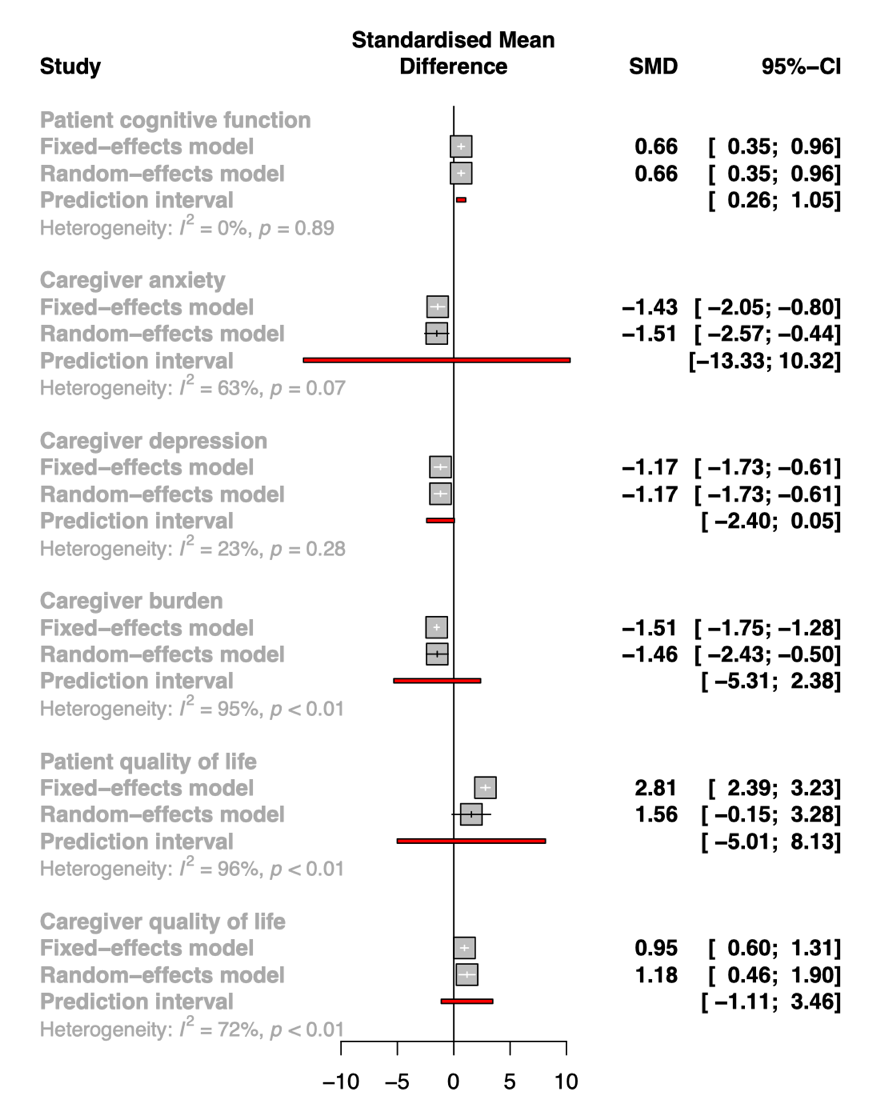 Standardised Mean
Study Difference SMD 95%−CI
Patient cognitive function
Fixed−effects model 0.66 [ 0.35; 0.96]
Random−effects model 0.66 [ 0.35; 0.96]
Prediction interval [ 0.26; 1.05]
Heterogeneity: I² = 0%, p = 0.89
Caregiver anxiety
Fixed−effects model −1.43 [ −2.05; −0.80]
Random−effects model −1.51 [ −2.57; −0.44]
Prediction interval [−13.33; 10.32]
Heterogeneity: I² = 63%, p = 0.07
Caregiver depression
Fixed−effects model −1.17 [ −1.73; −0.61]
Random−effects model −1.17 [ −1.73; −0.61]
Prediction interval [ −2.40; 0.05]
Heterogeneity: I² = 23%, p = 0.28
Caregiver burden
Fixed−effects model −1.51 [ −1.75; −1.28]
Random−effects model −1.46 [ −2.43; −0.50]
Prediction interval [ −5.31; 2.38]
Heterogeneity: I² = 95%, p < 0.01
Patient quality of life
Fixed−effects model 2.81 [ 2.39; 3.23]
Random−effects model 1.56 [ −0.15; 3.28]
Prediction interval [ −5.01; 8.13]
Heterogeneity: I² = 96%, p < 0.01
Caregiver quality of life
Fixed−effects model 0.95 [ 0.60; 1.31]
Random−effects model 1.18 [ 0.46; 1.90]
Prediction interval [ −1.11; 3.46]
Heterogeneity: I² = 72%, p < 0.01
−10 −5 0 5 10